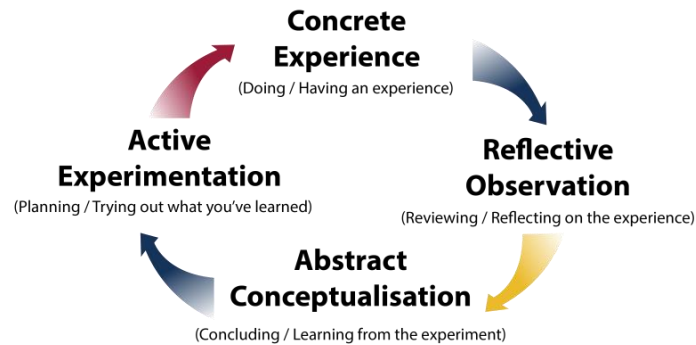 Concrete
Experience
(Doing / Having an experience)
Reflective
Observation
(Reviewing / Reflecting on the experience)
Abstract
Conceptualisation
(Concluding / Learning from the experiment)
Active
Experimentation
(Planning / Trying out what you've learned)